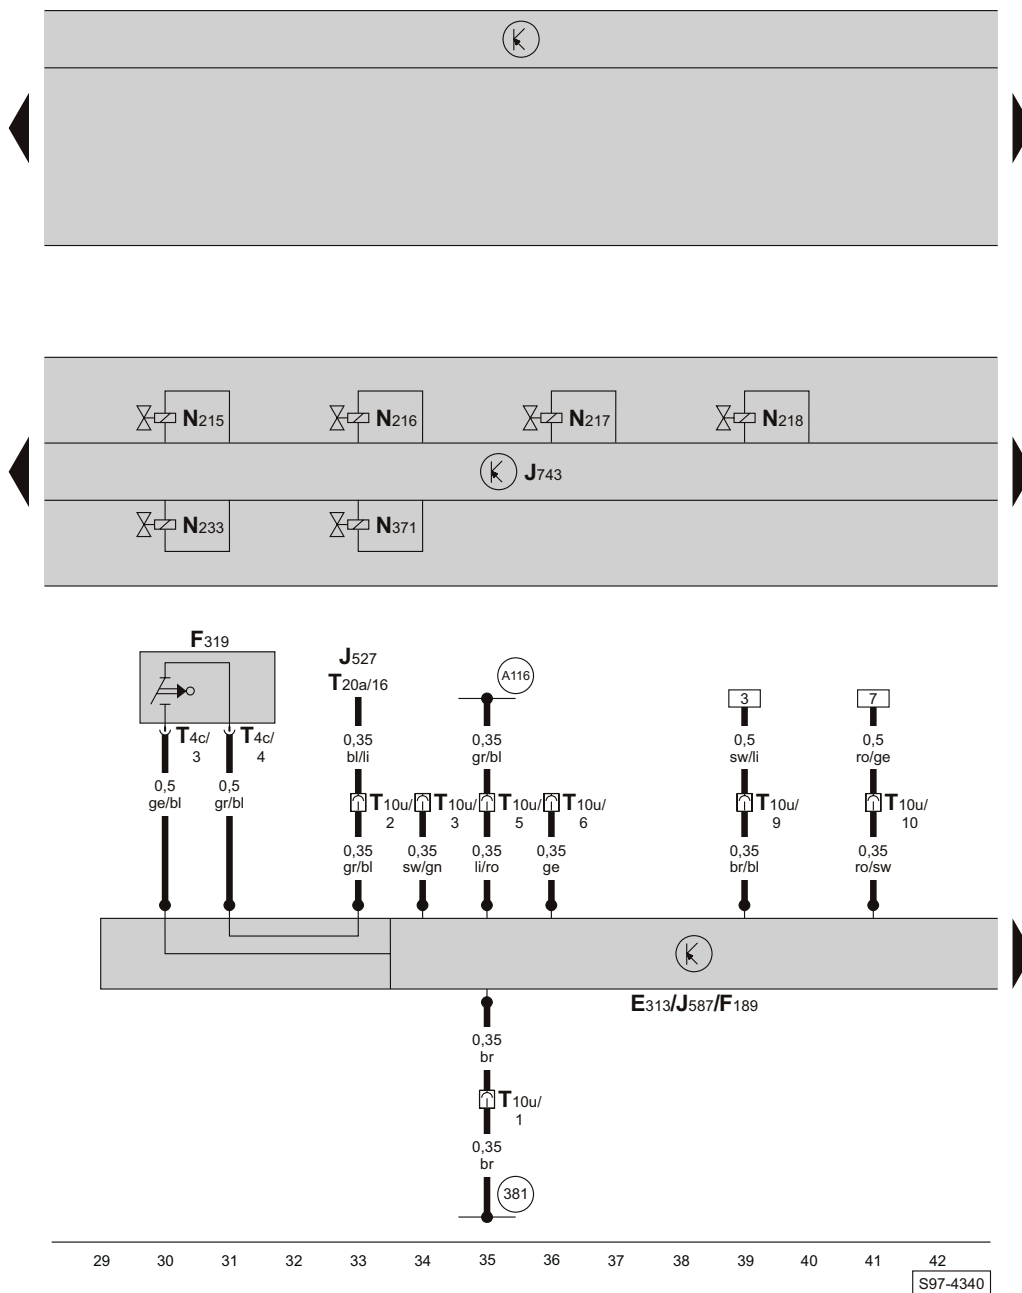 N215 N216 N217 N218
J743
N233 N371
F319
J527
T20a/16
A116
3 7
T4c/ T4c/
3 4
0,35 0,35 0,5 0,5
bl/li gr/bl sw/li ro/ge
0,5 0,5
ge/bl gr/bl
T10u/ T10u/ T10u/ T10u/ T10u/ T10u/
2 3 5 6 9 10
0,35 0,35 0,35 0,35 0,35 0,35
gr/bl sw/gn li/ro ge br/bl ro/sw
E313/J587/F189
0,35
br
T10u/
1
0,35
br
381
29 30 31 32 33 34 35 36 37 38 39 40 41 42
S97-4340